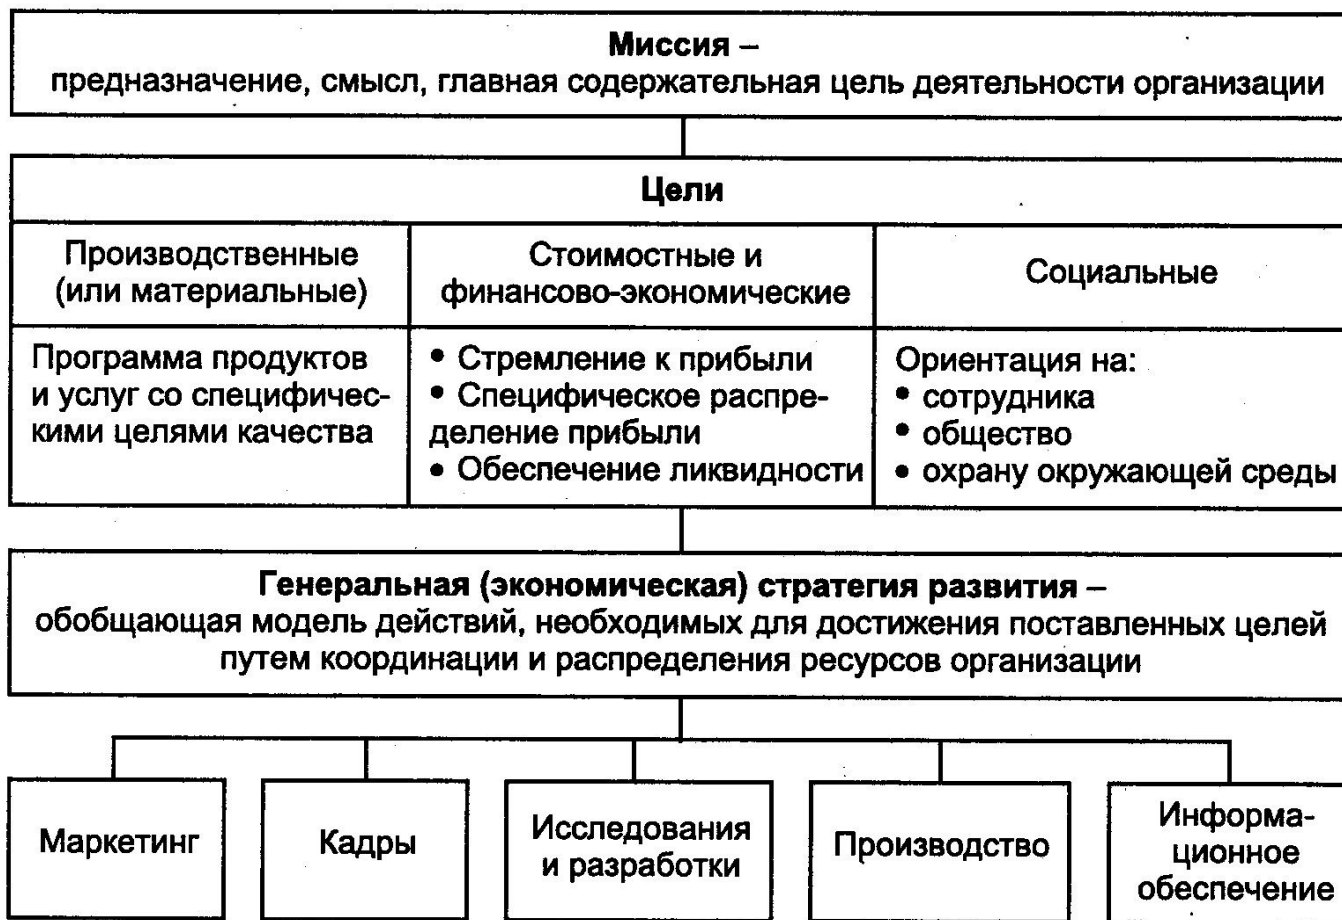 Миссия –
предназначение, смысл, главная содержательная цель деятельности организации
Цели
Производственные
(или материальные)
Стоимостные и
финансово-экономические
Социальные
Программа продуктов
и услуг со специфичес-
кими целями качества
• Стремление к прибыли
• Специфическое распре-
деление прибыли
• Обеспечение ликвидности
Ориентация на:
• сотрудника
• общество
• охрану окружающей среды
Генеральная (экономическая) стратегия развития –
обобщающая модель действий, необходимых для достижения поставленных целей
путем координации и распределения ресурсов организации
Маркетинг
Кадры
Исследования
и разработки
Производство
Информа-
ционное
обеспечение